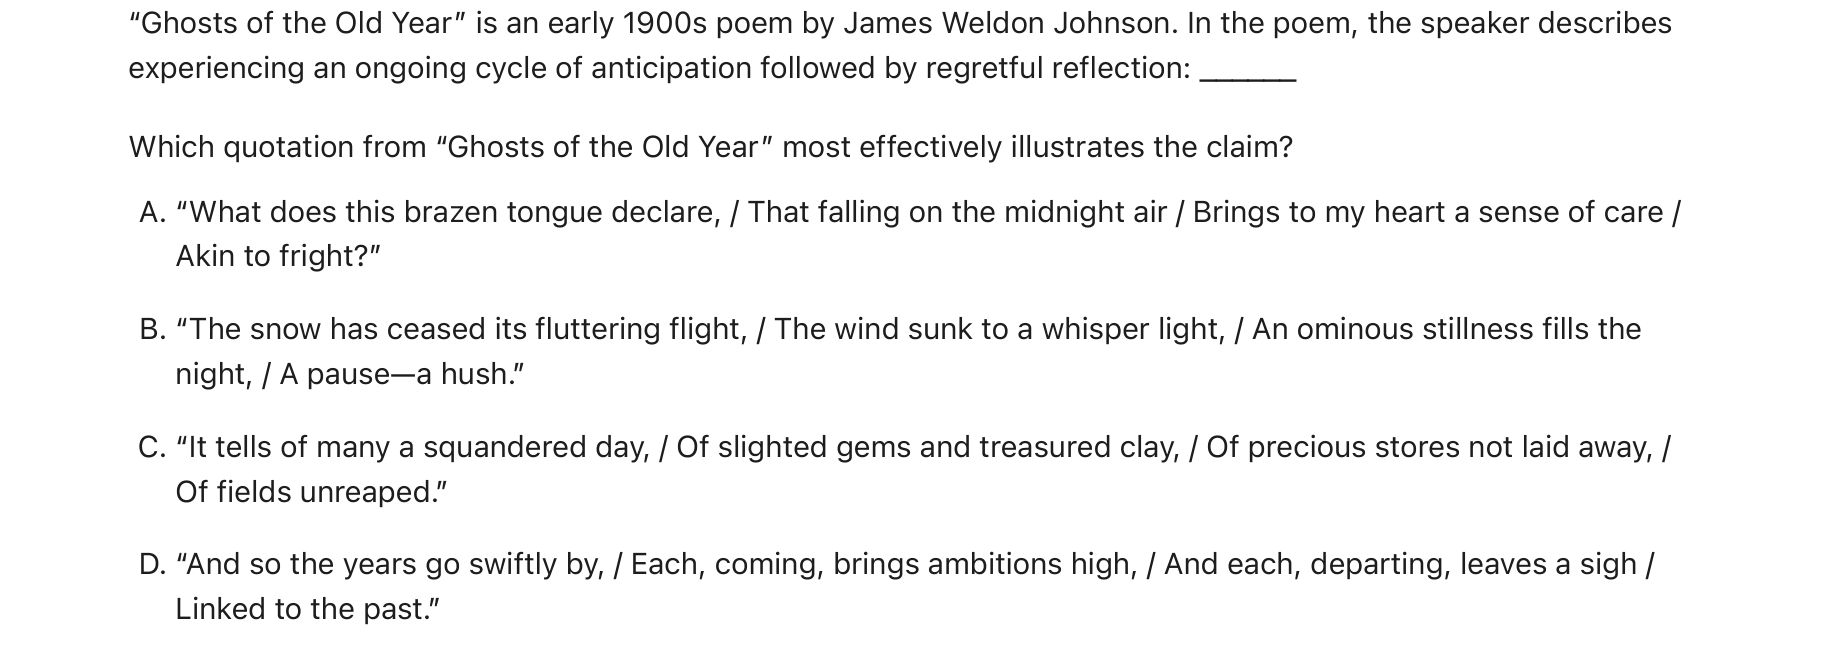 “Ghosts of the Old Year” is an early 1900s poem by James Weldon Johnson. In the poem, the speaker describes
experiencing an ongoing cycle of anticipation followed by regretful reflection: ______
Which quotation from “Ghosts of the Old Year” most effectively illustrates the claim?
A. “What does this brazen tongue declare, / That falling on the midnight air / Brings to my heart a sense of care /
Akin to fright?”
B. “The snow has ceased its fluttering flight, / The wind sunk to a whisper light, / An ominous stillness fills the
night, / A pause—a hush.”
C. “It tells of many a squandered day, / Of slighted gems and treasured clay, / Of precious stores not laid away, /
Of fields unreaped.”
D. “And so the years go swiftly by, / Each, coming, brings ambitions high, / And each, departing, leaves a sigh /
Linked to the past.”